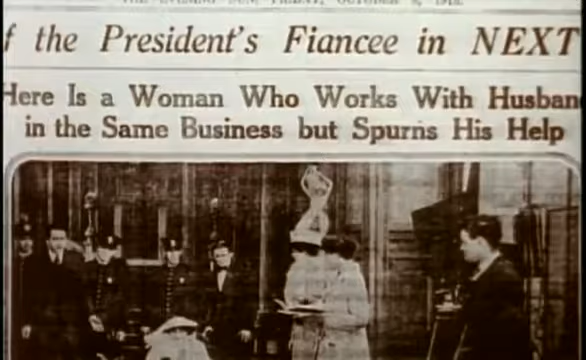 f the President's Fiancee in NEXT
Here Is a Woman Who Works With Husban
in the Same Business but Spurns His Help